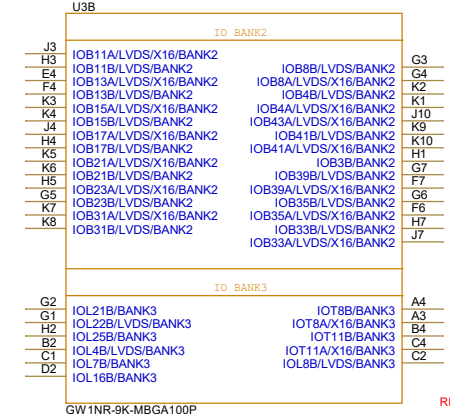 U3B
IO BANK2
J3 IOB11A/LVDS/X16/BANK2
H3 IOB11B/LVDS/BANK2 IOB8B/LVDS/BANK2 G3
E4 IOB13A/LVDS/X16/BANK2 IOB8A/LVDS/X16/BANK2 G4
F4 IOB13B/LVDS/BANK2 IOB4B/LVDS/BANK2 K2
K3 IOB15A/LVDS/X16/BANK2 IOB4A/LVDS/X16/BANK2 K1
K4 IOB15B/LVDS/BANK2 IOB43A/LVDS/X16/BANK2 J10
J4 IOB17A/LVDS/X16/BANK2 IOB41B/LVDS/BANK2 K9
H4 IOB17B/LVDS/BANK2 IOB41A/LVDS/X16/BANK2 K10
K5 IOB21A/LVDS/X16/BANK2 IOB3B/BANK2 H1
K6 IOB21B/LVDS/BANK2 IOB39B/LVDS/BANK2 G7
H5 IOB23A/LVDS/X16/BANK2 IOB39A/LVDS/X16/BANK2 F7
G5 IOB23B/LVDS/BANK2 IOB35B/LVDS/BANK2 G6
K7 IOB31A/LVDS/X16/BANK2 IOB35A/LVDS/X16/BANK2 F6
K8 IOB31B/LVDS/BANK2 IOB33B/LVDS/BANK2 H7
IOB33A/LVDS/X16/BANK2 J7
IO BANK3
G2 IOL21B/BANK3 IOT8B/BANK3 A4
G1 IOL22B/LVDS/BANK3 IOT8A/X16/BANK3 A3
H2 IOL25B/BANK3 IOT11B/BANK3 B4
B2 IOL4B/LVDS/BANK3 IOT11A/X16/BANK3 C4
C1 IOL7B/BANK3 IOL8B/LVDS/BANK3 C2
D2 IOL16B/BANK3
GW1NR-9K-MBGA100P